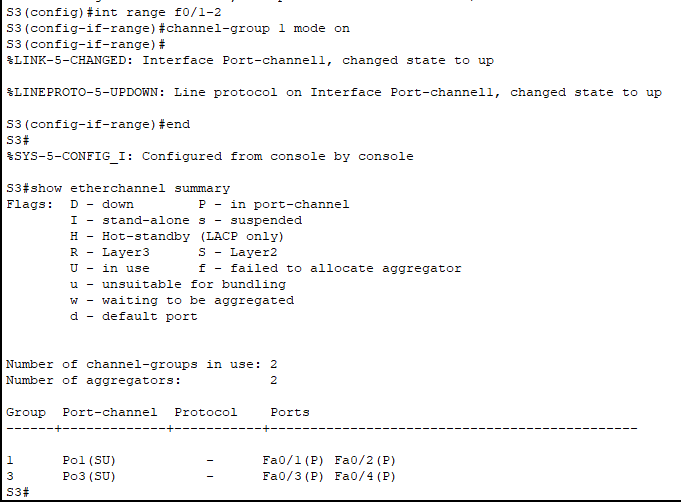 S3(config)#int range f0/1-2
S3(config-if-range)#channel-group 1 mode on
S3(config-if-range)#
%LINK-5-CHANGED: Interface Port-channel1, changed state to up
%LINEPROTO-5-UPDOWN: Line protocol on Interface Port-channel1, changed state to up
S3(config-if-range)#end
S3#
%SYS-5-CONFIG_I: Configured from console by console
S3#show etherchannel summary
Flags:  D - down        P - in port-channel
        I - stand-alone s - suspended
        H - Hot-standby (LACP only)
        R - Layer3      S - Layer2
        U - in use      f - failed to allocate aggregator
        u - unsuitable for bundling
        w - waiting to be aggregated
        d - default port
Number of channel-groups in use: 2
Number of aggregators:           2
Group  Port-channel  Protocol    Ports
------+-------------+-----------+----------------------------------------------
1      Po1(SU)           -      Fa0/1(P) Fa0/2(P)
3      Po3(SU)           -      Fa0/3(P) Fa0/4(P)
S3#